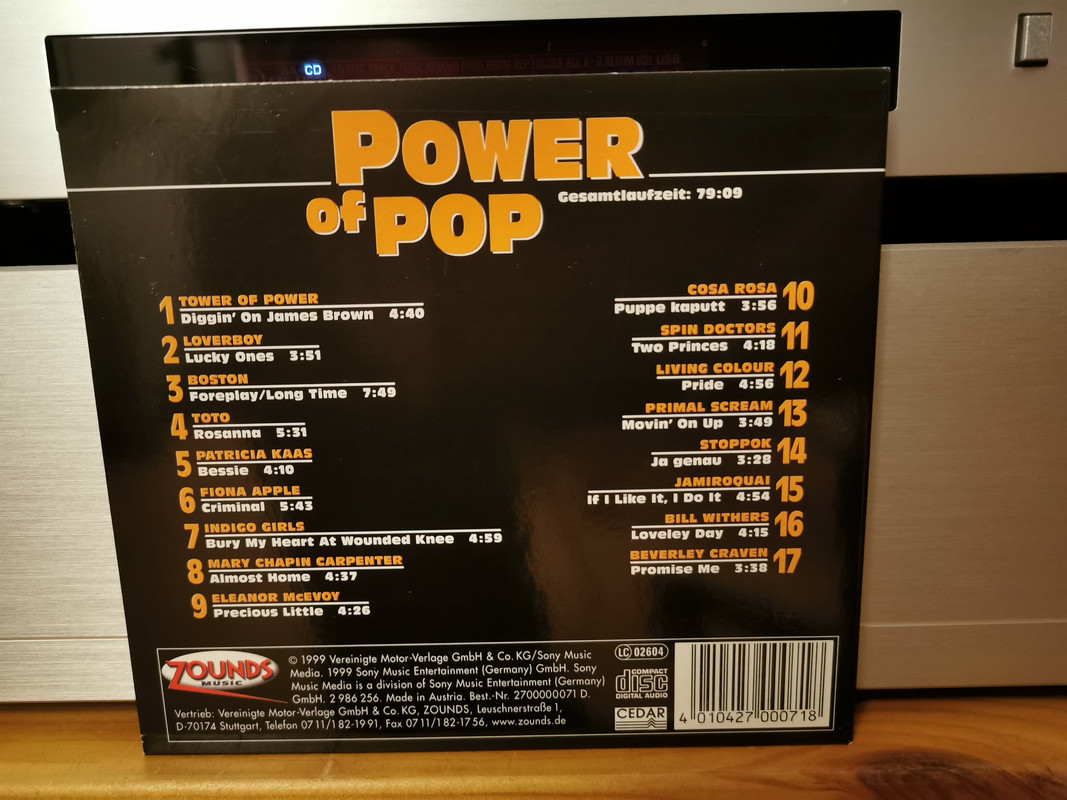 CD
POWER
of POP
Gesamtlaufzeit: 79:09
1 TOWER OF POWER
Diggin' On James Brown 4:40
2 LOVERBOY
Lucky Ones 3:51
3 BOSTON
Foreplay/Long Time 7:49
4 TOTO
Rosanna 5:31
5 PATRICIA KAAS
Bessie 4:10
6 FIONA APPLE
Criminal 5:43
7 INDIGO GIRLS
Bury My Heart At Wounded Knee 4:59
8 MARY CHAPIN CARPENTER
Almost Home 4:37
9 ELEANOR McEVOY
Precious Little 4:26
COSA ROSA 10
Puppe kaputt 3:56
SPIN DOCTORS 11
Two Princes 4:18
LIVING COLOUR 12
Pride 4:56
PRIMAL SCREAM 13
Movin' On Up 3:49
STOPPOK 14
Ja genau 3:28
JAMIROQUAI 15
If I Like It, I Do It 4:54
BILL WITHERS 16
Loveley Day 4:15
BEVERLEY CRAVEN 17
Promise Me 3:38
ZOUNDS
MUSIC
© 1999 Vereinigte Motor-Verlage GmbH & Co. KG/Sony Music
Media. 1999 Sony Music Entertainment (Germany) GmbH. Sony
Music Media is a division of Sony Music Entertainment (Germany)
GmbH. 2 986 256. Made in Austria. Best.-Nr. 2700000071 D.
Vertrieb: Vereinigte Motor-Verlage GmbH & Co. KG, ZOUNDS, Leuschnerstraße 1,
D-70174 Stuttgart, Telefon 07 11/1 82-19 91, Fax 07 11/1 82-17 56, www.zounds.de
LC 02604
COMPACT
disc
DIGITAL AUDIO
CEDAR
4 010427 000718